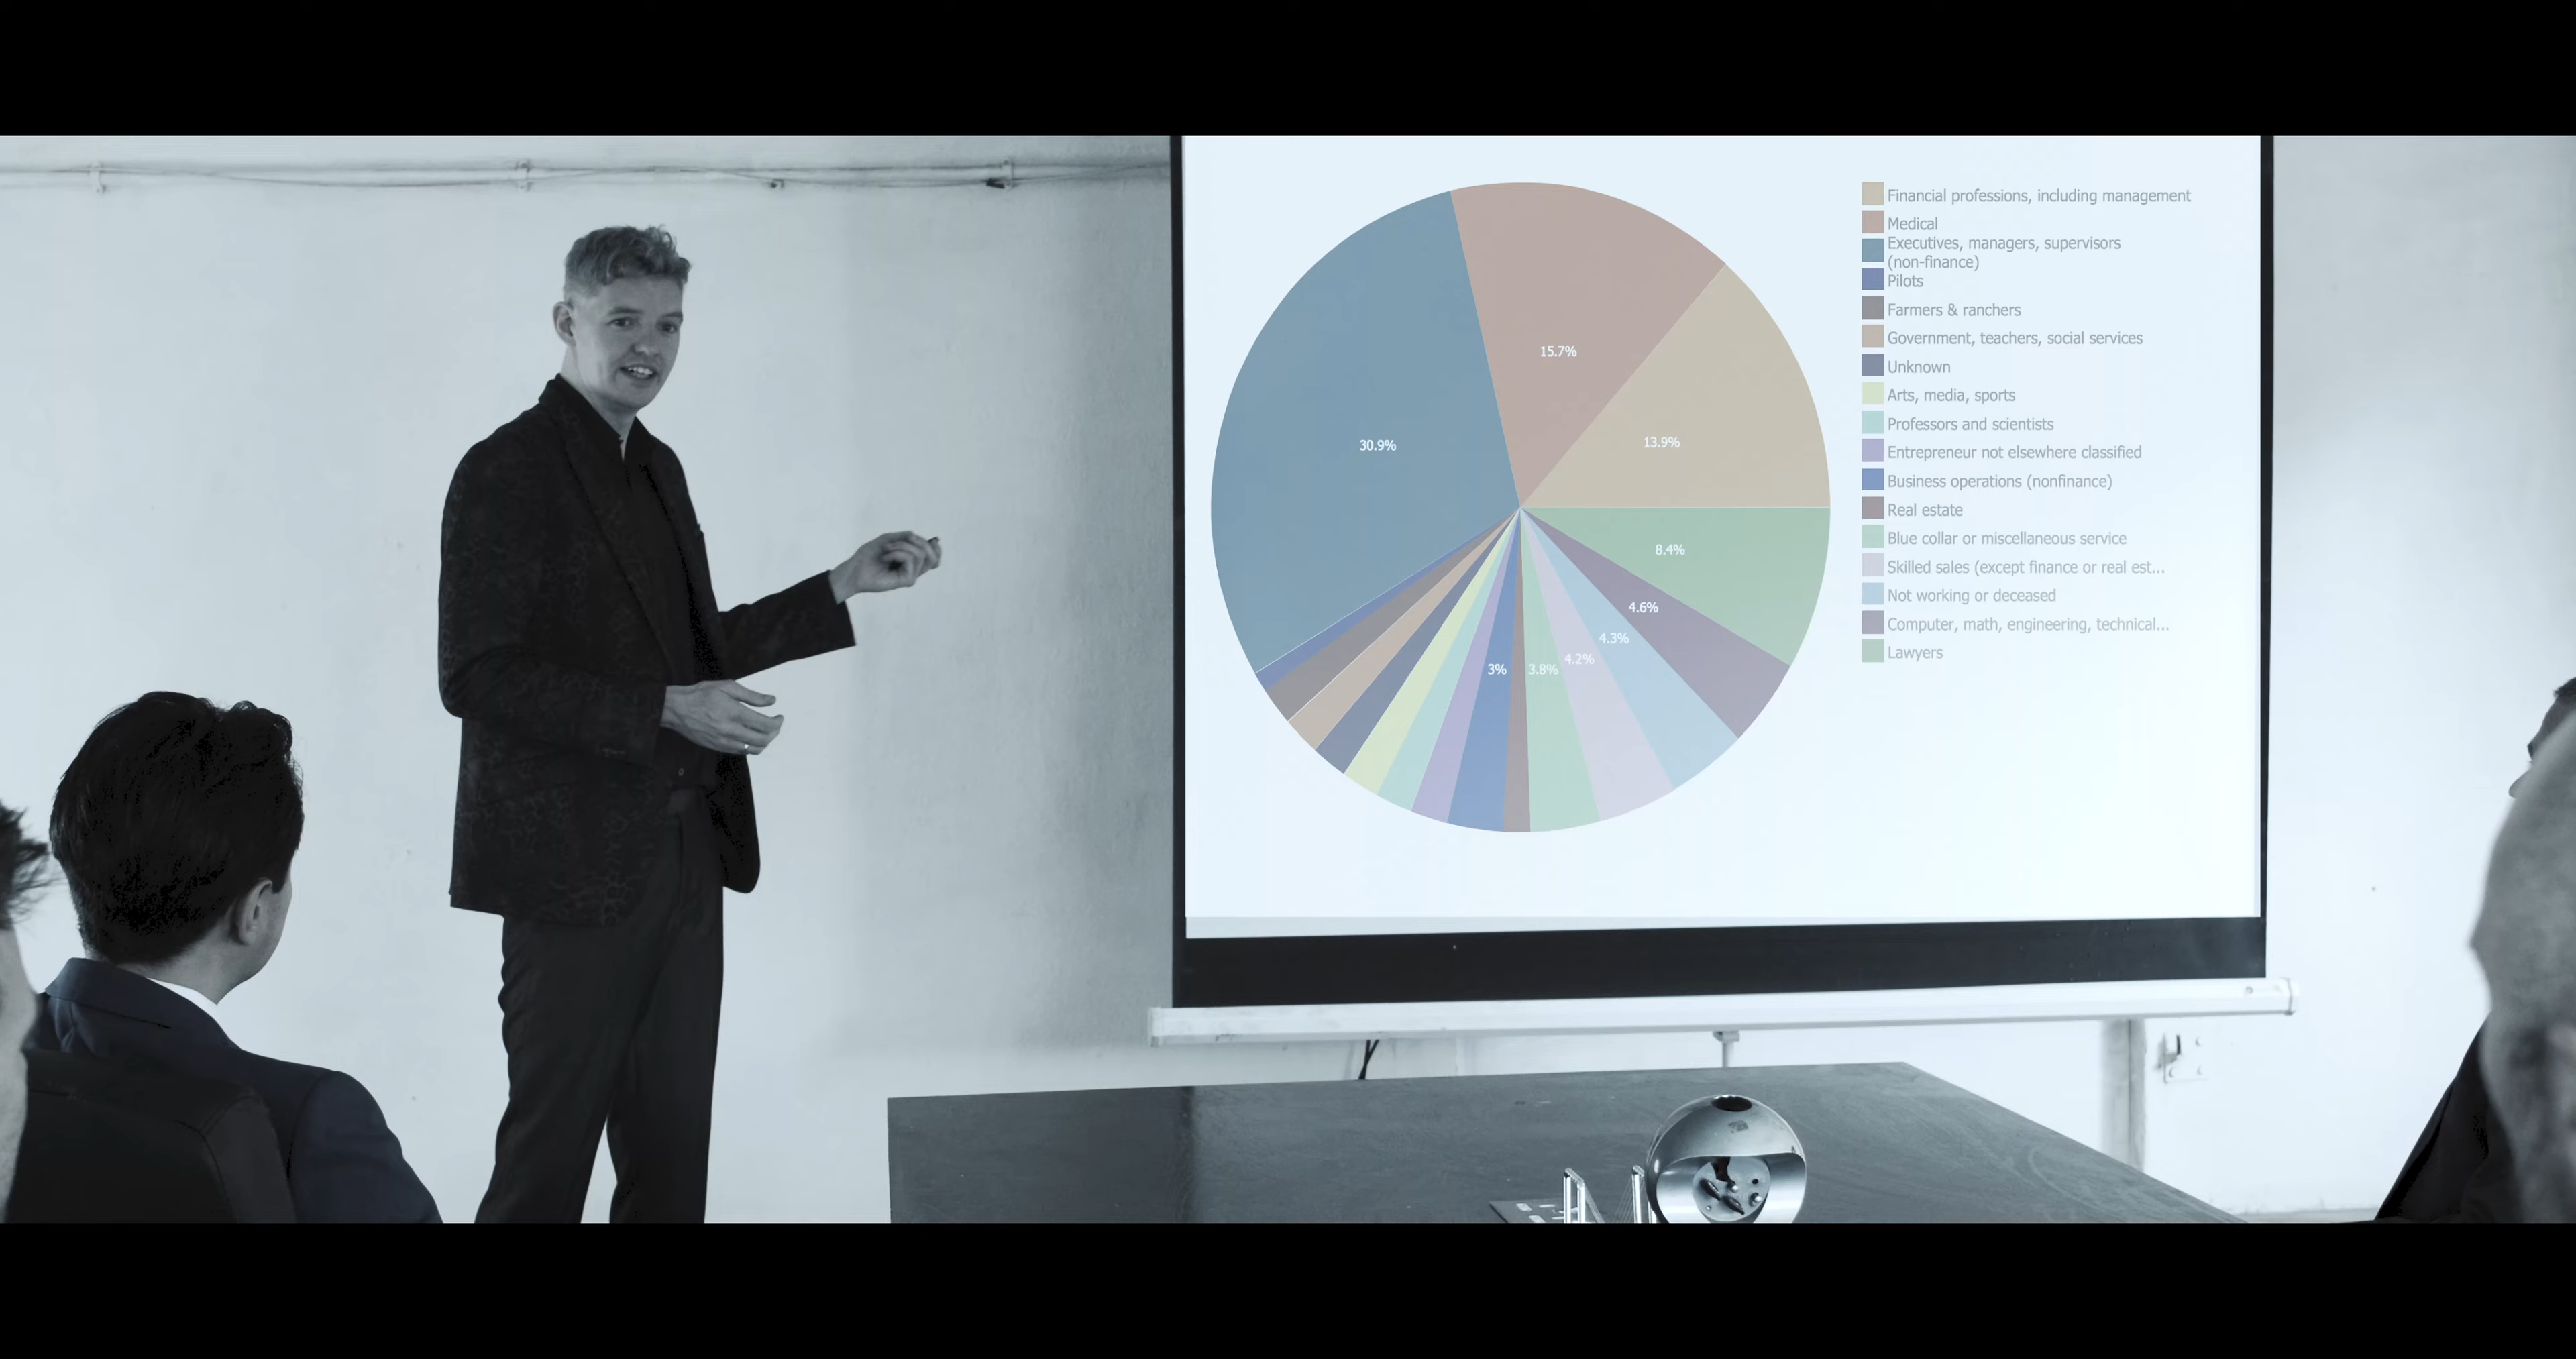 15.7%
30.9%
13.9%
8.4%
4.6%
4.3%
4.2%
3%
3.8%
Financial professions, including management
Medical
Executives, managers, supervisors
(non-finance)
Pilots
Farmers & ranchers
Government, teachers, social services
Unknown
Arts, media, sports
Professors and scientists
Entrepreneur not elsewhere classified
Business operations (nonfinance)
Real estate
Blue collar or miscellaneous service
Skilled sales (except finance or real est...
Not working or deceased
Computer, math, engineering, technical...
Lawyers